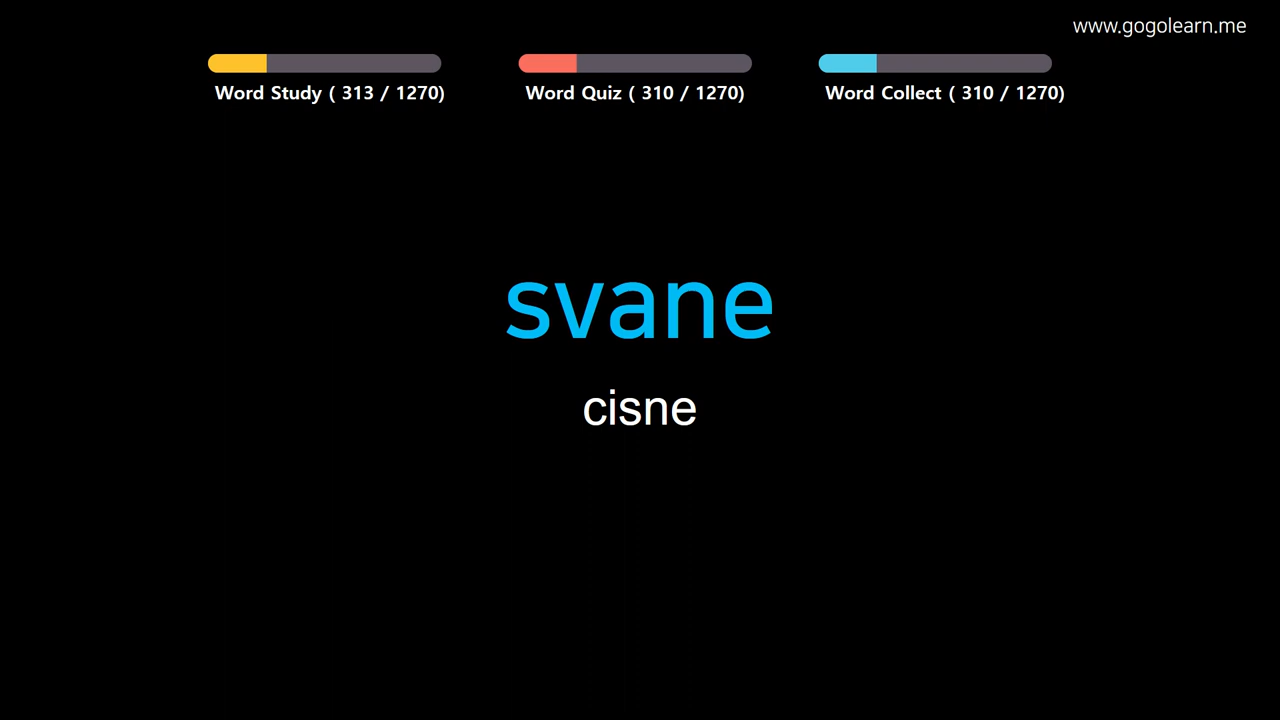 www.gogolearn.me
Word Study ( 313 / 1270)
Word Quiz ( 310 / 1270)
Word Collect ( 310 / 1270)
svane
cisne